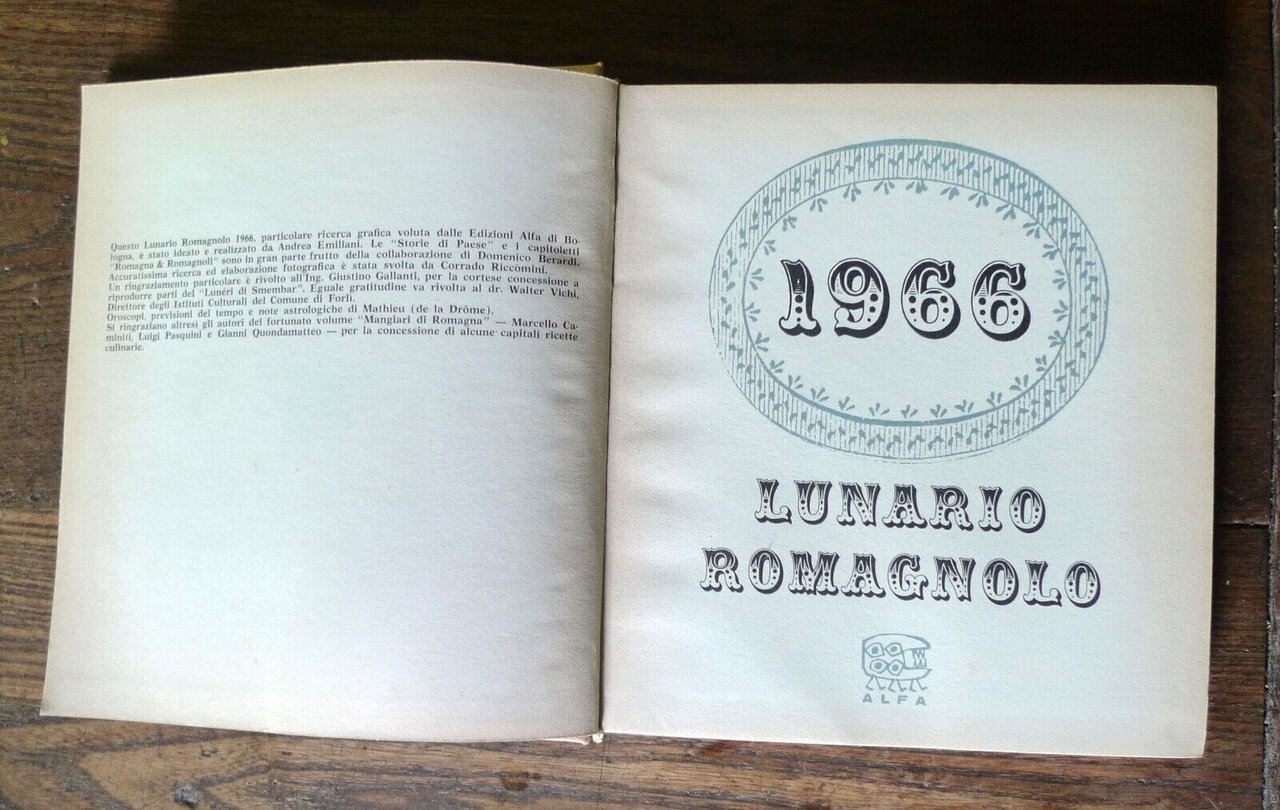 Questo Lunario Romagnolo 1966, particolare ricerca grafica voluta dalle Edizioni Alfa di Bo-
logna, è stato ideato e realizzato da Andrea Emiliani. Le "Storie di Paese" e i capitoletti
"Romagna & Romagnoli" sono in gran parte frutto della collaborazione di Domenico Berardi.
Accuratissima ricerca ed elaborazione fotografica è stata svolta da Corrado Riccomini.
Un ringraziamento particolare è rivolto all'Ing. Giustino Gallanti, per la cortese concessione a
riprodurre parti del "Lunèri di Smembar". Eguale gratitudine va rivolta al dr. Walter Vichi,
Direttore degli Istituti Culturali del Comune di Forlì.
Oroscopi, previsioni del tempo e note astrologiche di Mathieu (de la Drôme).
Si ringraziano altresì gli autori del fortunato volume "Mangiari di Romagna" — Marcello Ca-
miniti, Luigi Pasquini e Gianni Quondamatteo — per la concessione di alcune capitali ricette
culinarie.
1966
LUNARIO
ROMAGNOLO
ALFA